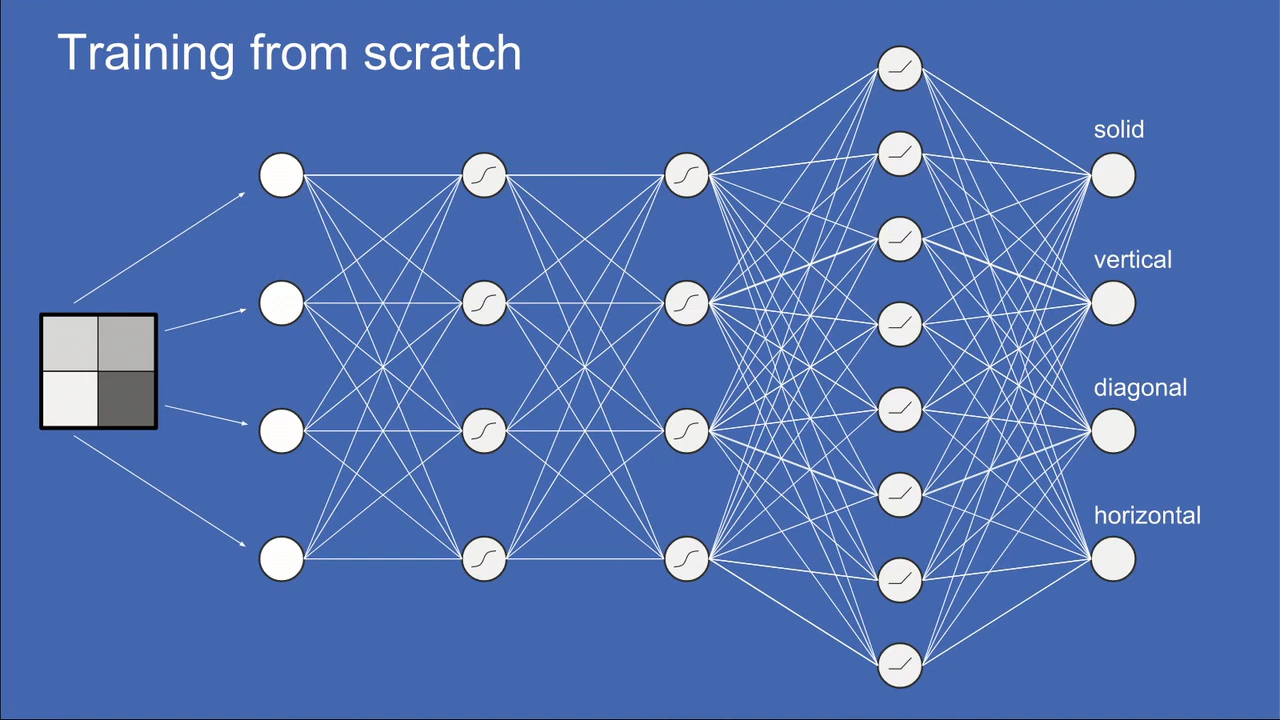 Training from scratch
solid
vertical
diagonal
horizontal